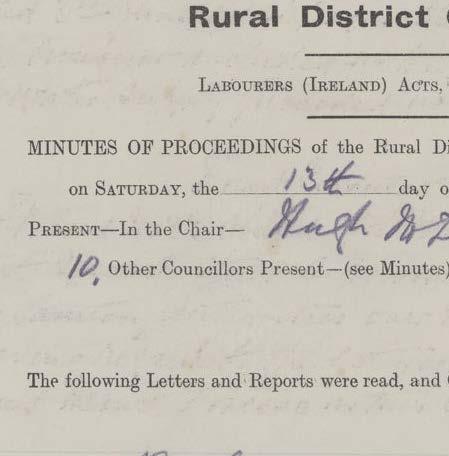 Rural District
LABOURERS (IRELAND) ACTS,
MINUTES OF PROCEEDINGS of the Rural
on SATURDAY, the 13th day
PRESENT—In the Chair— Hugh
10, Other Councillors Present—(see Minutes)
The following Letters and Reports were read, and